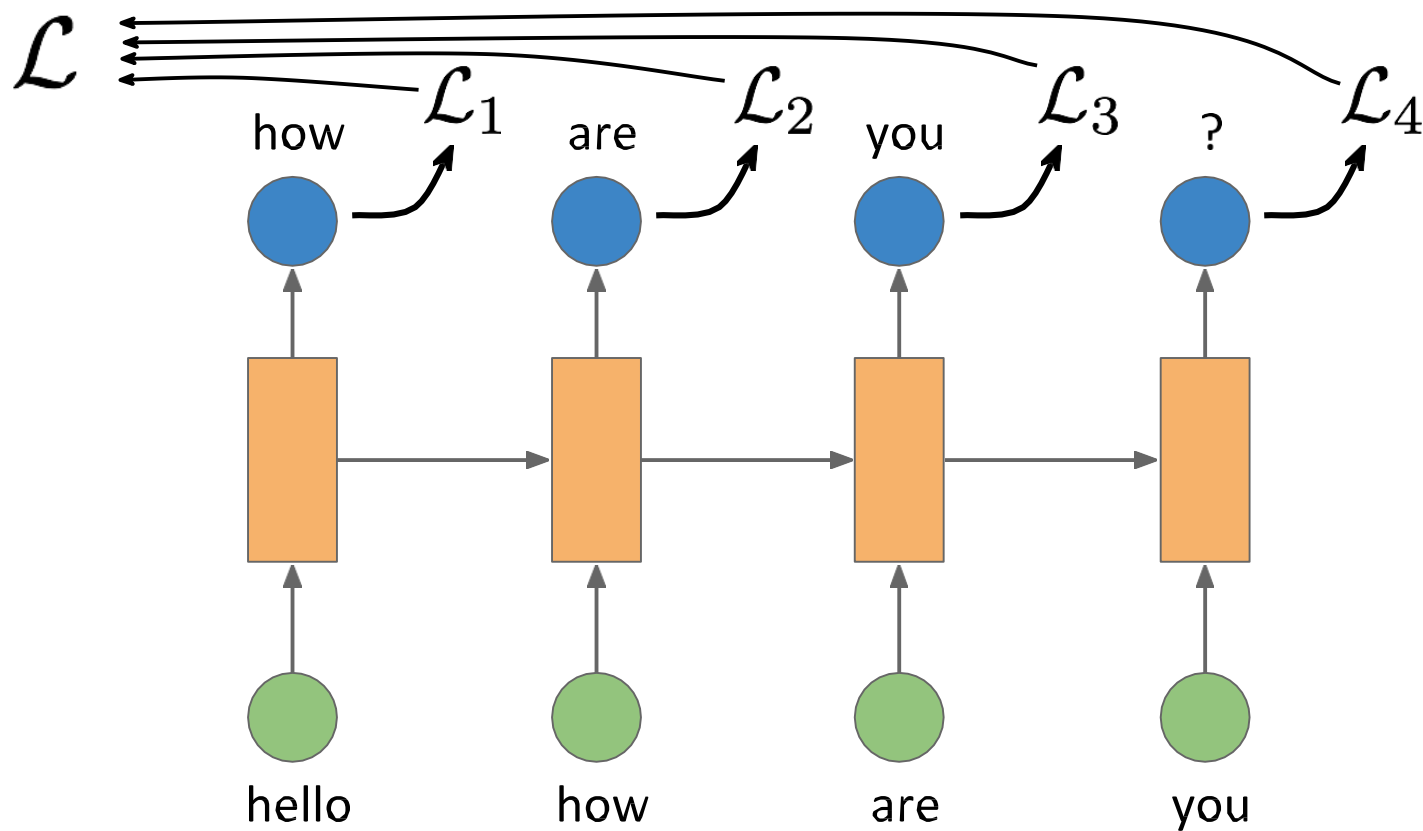 ℒ
ℒ₁ ℒ₂ ℒ₃ ℒ₄
how are you ?
hello how are you